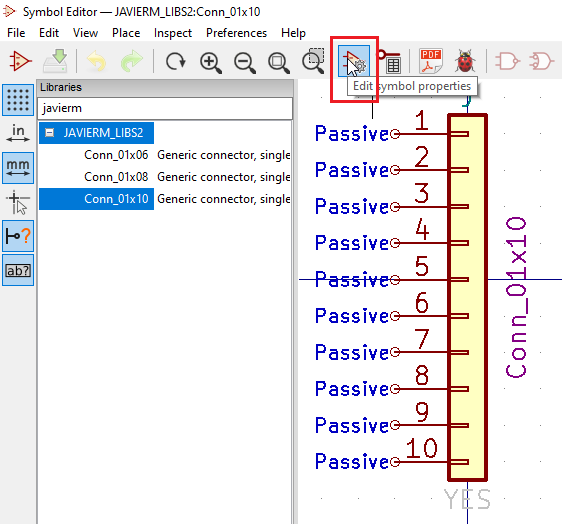 Symbol Editor — JAVIERM_LIBS2:Conn_01x10
File Edit View Place Inspect Preferences Help
PDF
Edit symbol properties
Libraries
javierm
JAVIERM_LIBS2
Conn_01x06 Generic connector, single
Conn_01x08 Generic connector, single
Conn_01x10 Generic connector, single
in
mm
?
ab?
Passive 1
Passive 2
Passive 3
Passive 4
Passive 5
Passive 6
Passive 7
Passive 8
Passive 9
Passive 10
Conn_01x10
YES